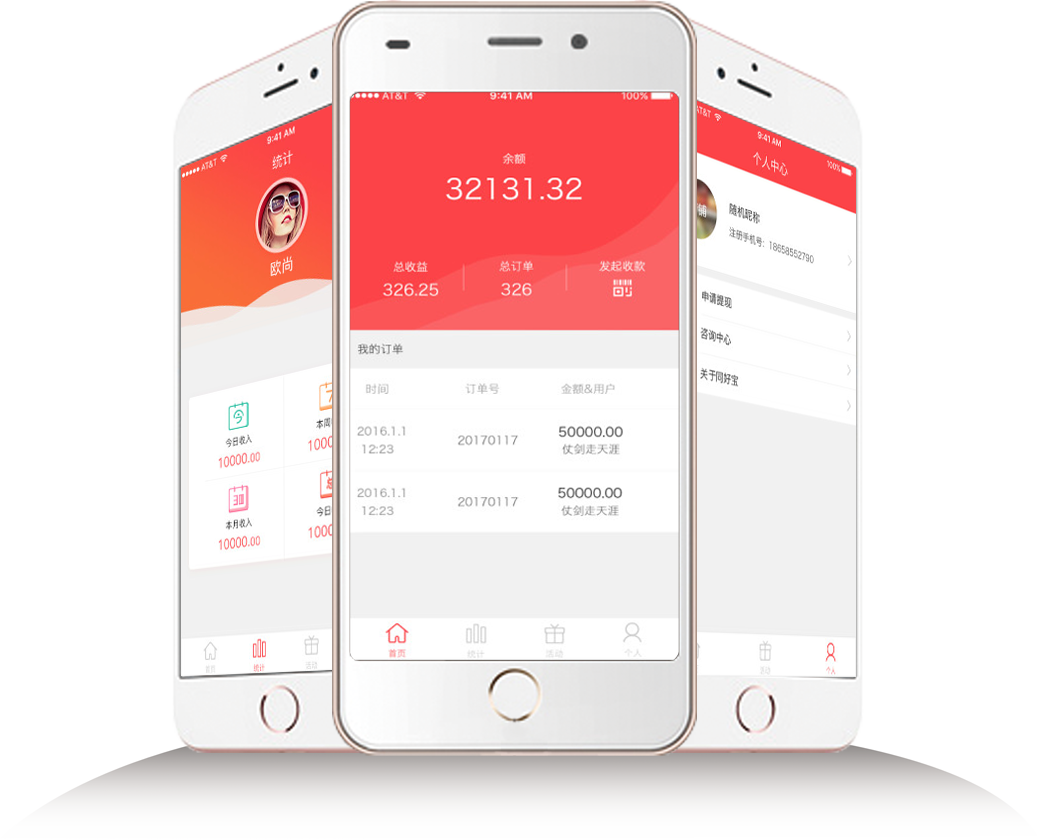 AT&T 9:41 AM
统计
欧尚
今日收入
10000.00
本周
1000
本月收入
10000.00
今日
1000
首页 统计 活动
AT&T 9:41 AM 100%
余额
32131.32
总收益 总订单 发起收款
326.25 326
我的订单
时间 订单号 金额&用户
2016.1.1
12:23
20170117
50000.00
仗剑走天涯
2016.1.1
12:23
20170117
50000.00
仗剑走天涯
首页 统计 活动 个人
AT&T 9:41 AM 100%
个人中心
铺
随机昵称
注册手机号：18658552790
申请提现
咨询中心
关于同好宝
活动 个人